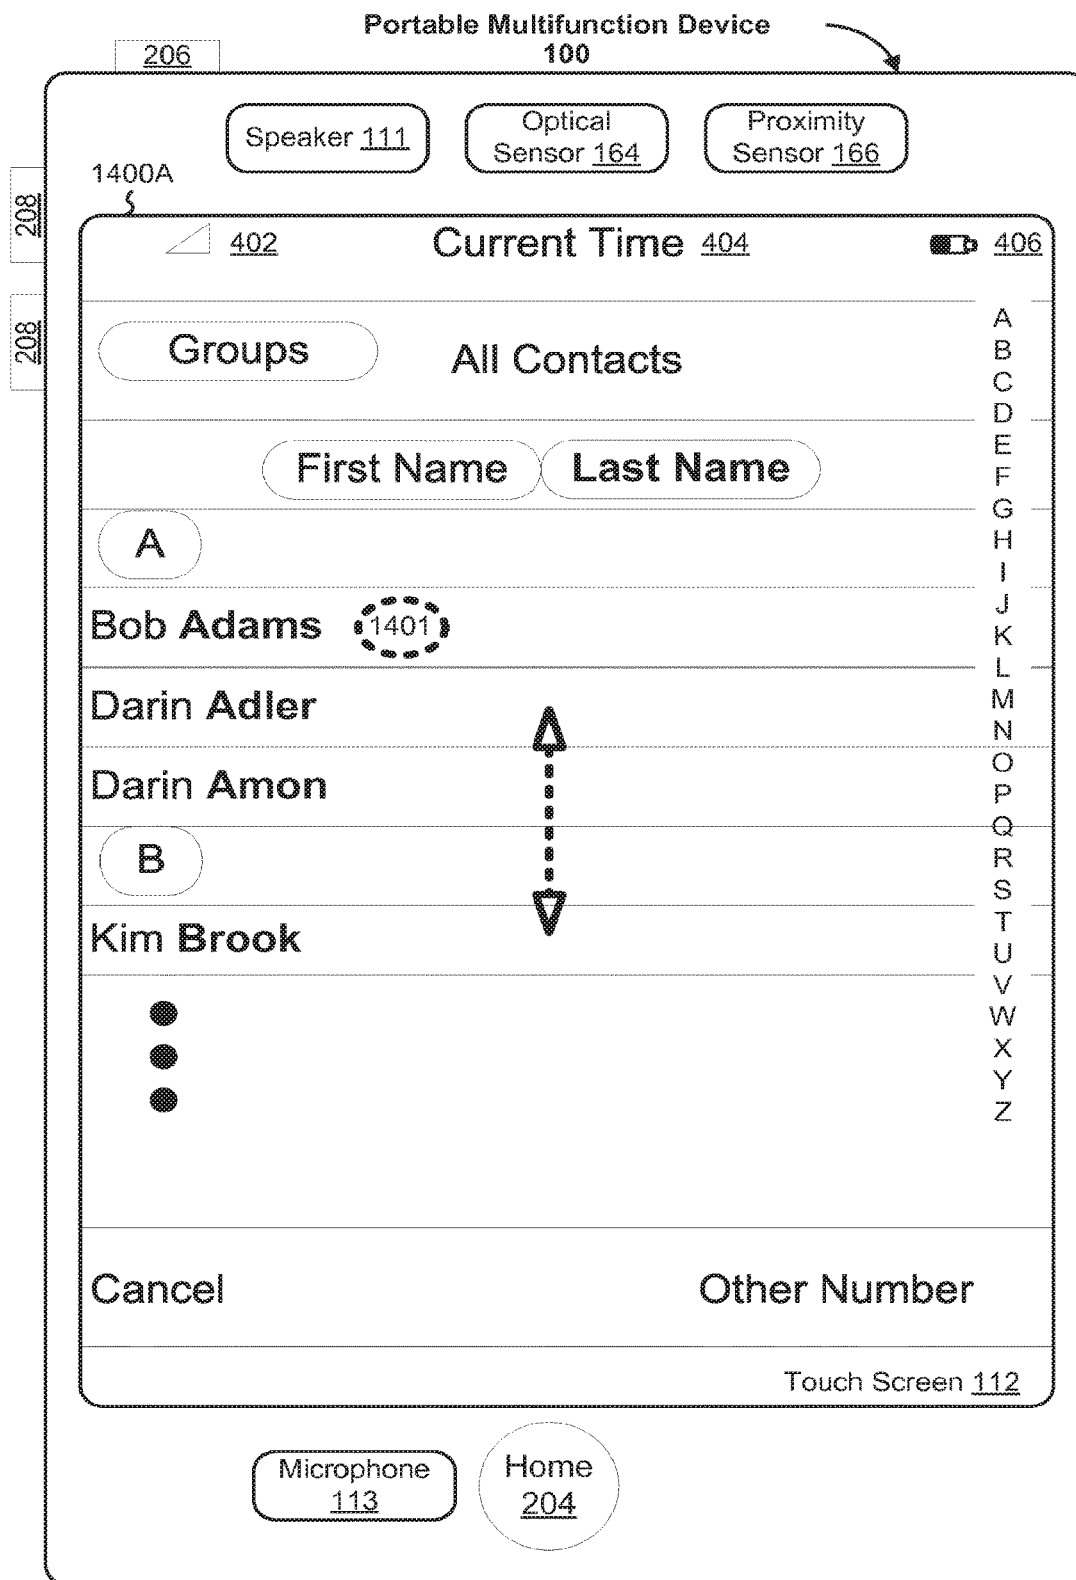 Portable Multifunction Device
100
206
Speaker 111
Optical
Sensor 164
Proximity
Sensor 166
208
208
1400A
402
Current Time 404
406
Groups
All Contacts
First Name
Last Name
A
Bob Adams
1401
Darin Adler
Darin Amon
B
Kim Brook
A
B
C
D
E
F
G
H
I
J
K
L
M
N
O
P
Q
R
S
T
U
V
W
X
Y
Z
Cancel
Other Number
Touch Screen 112
Microphone
113
Home
204